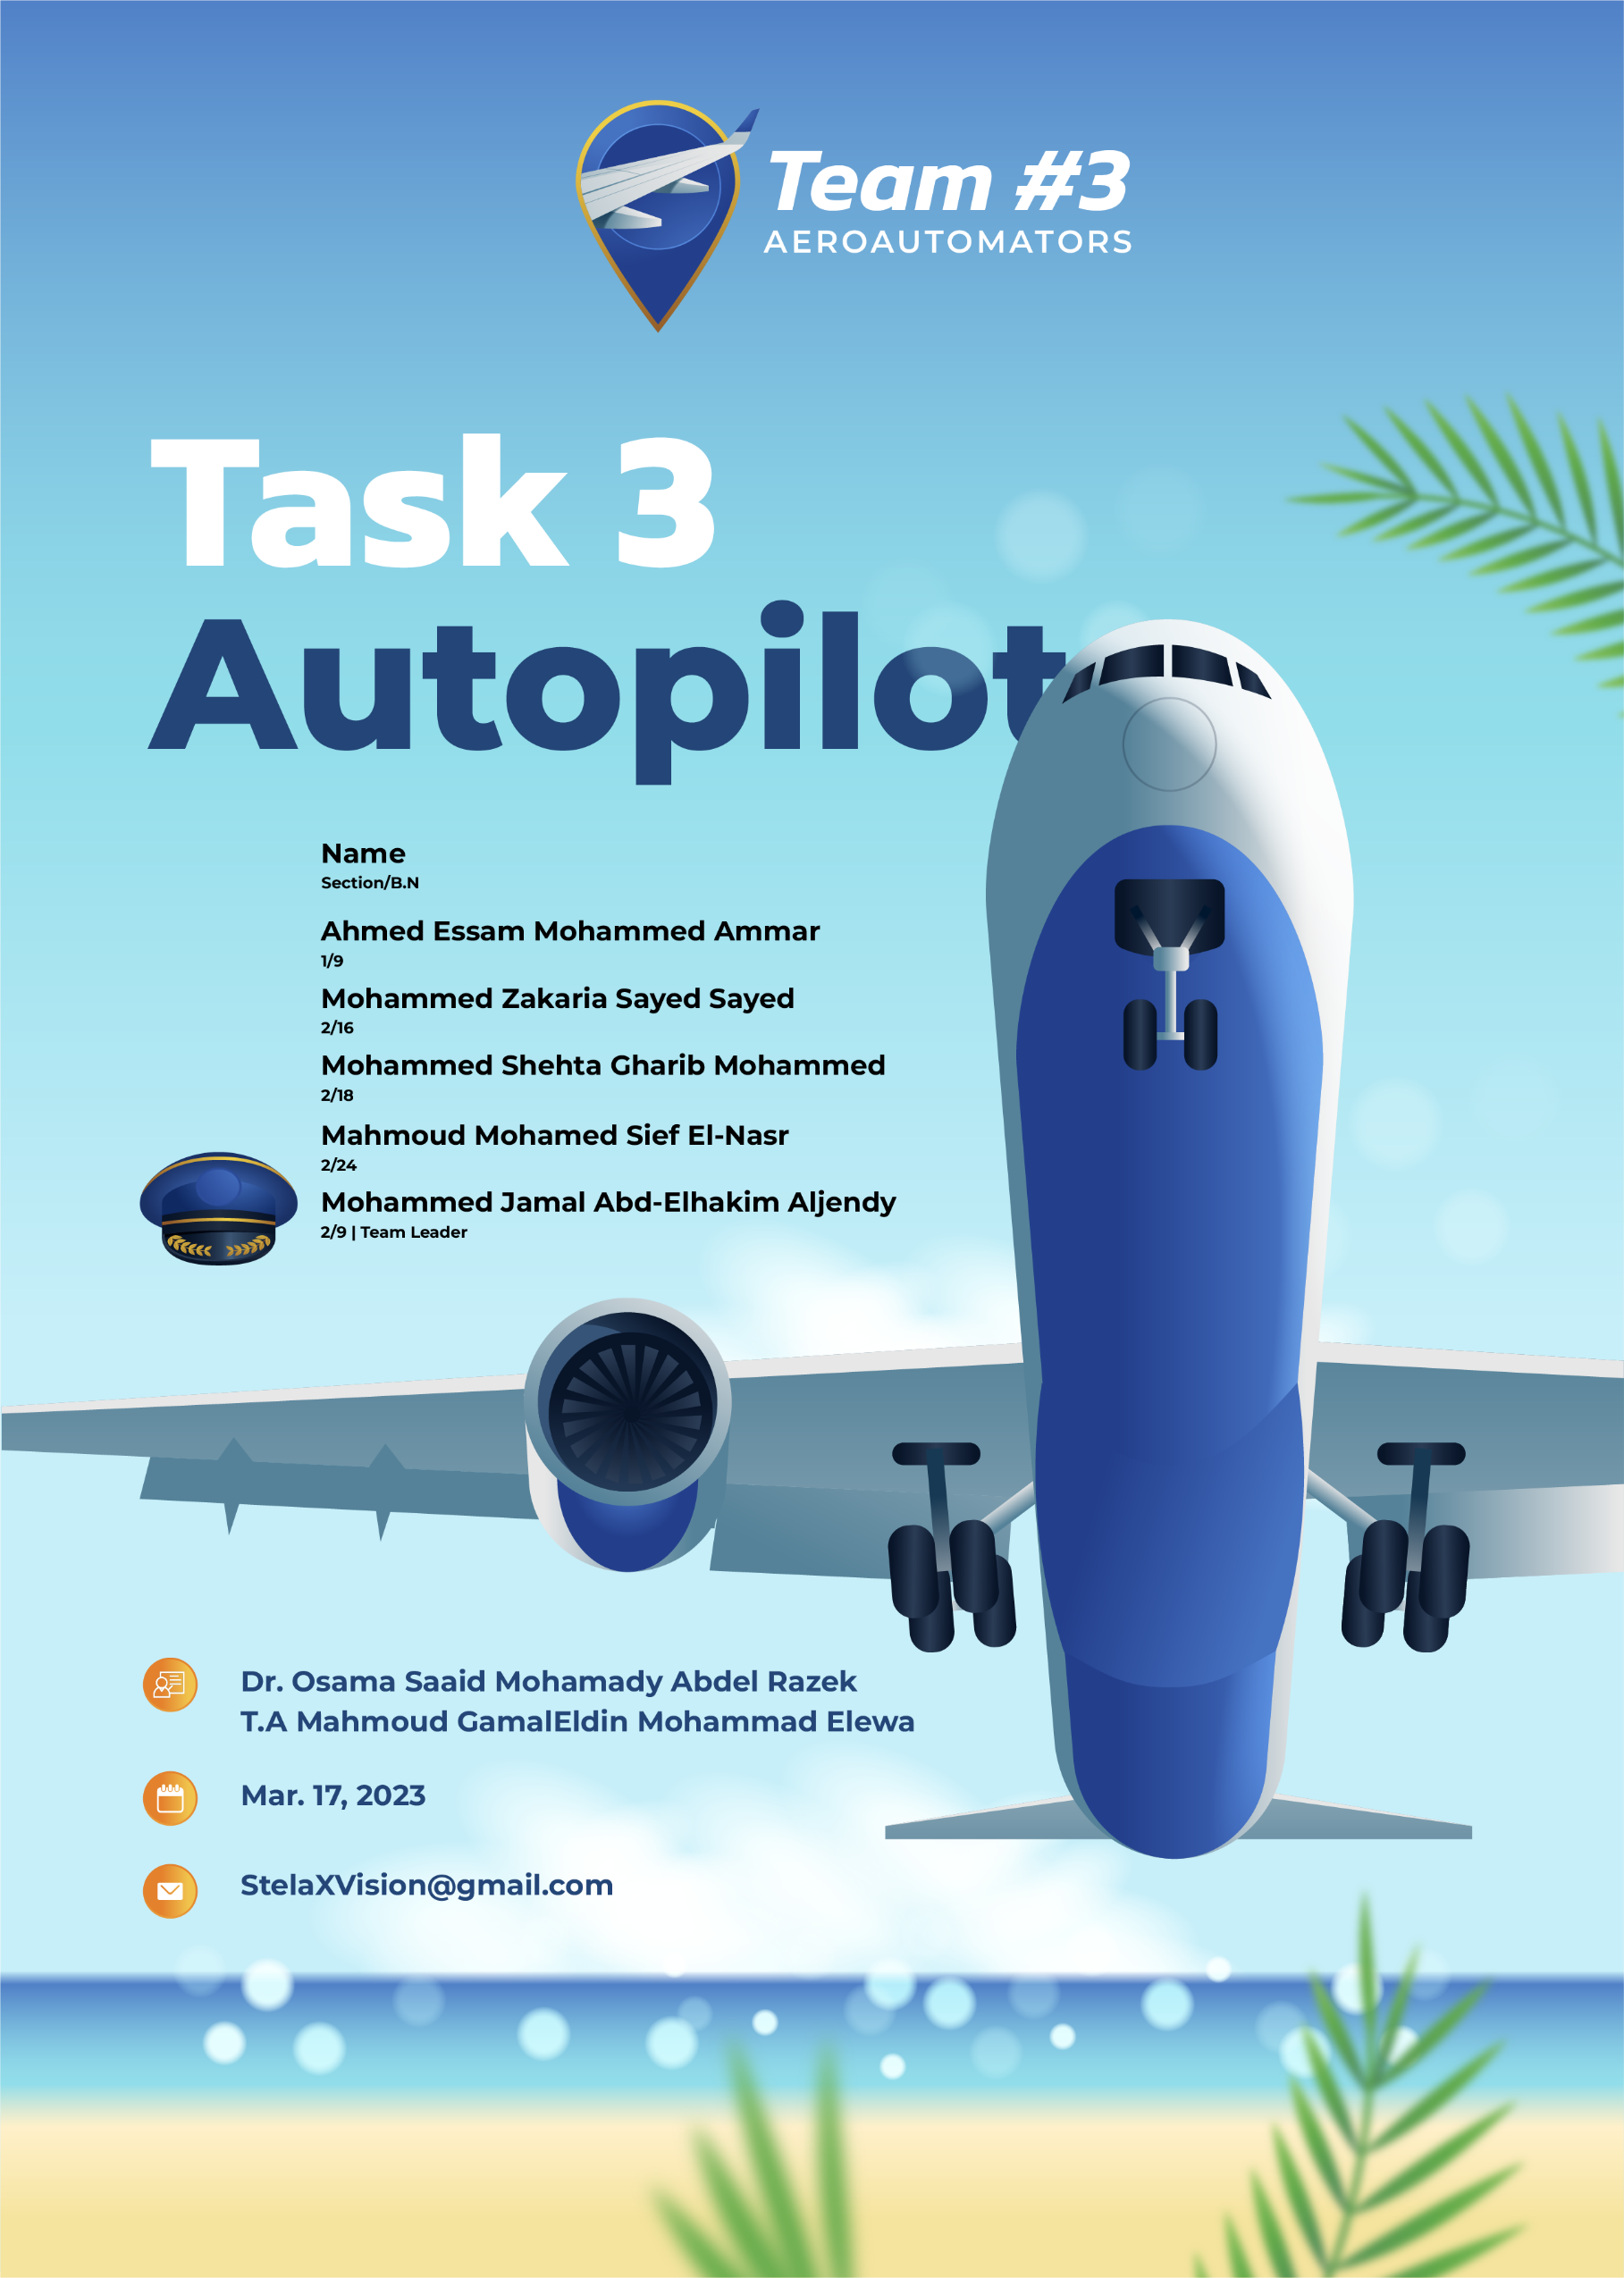 Team #3
AEROAUTOMATORS
Task 3
Autopilot
Name
Section/B.N
Ahmed Essam Mohammed Ammar
1/9
Mohammed Zakaria Sayed Sayed
2/16
Mohammed Shehta Gharib Mohammed
2/18
Mahmoud Mohamed Sief El-Nasr
2/24
Mohammed Jamal Abd-Elhakim Aljendy
2/9 | Team Leader
Dr. Osama Saaid Mohamady Abdel Razek
T.A Mahmoud GamalEldin Mohammad Elewa
Mar. 17, 2023
StelaXVision@gmail.com